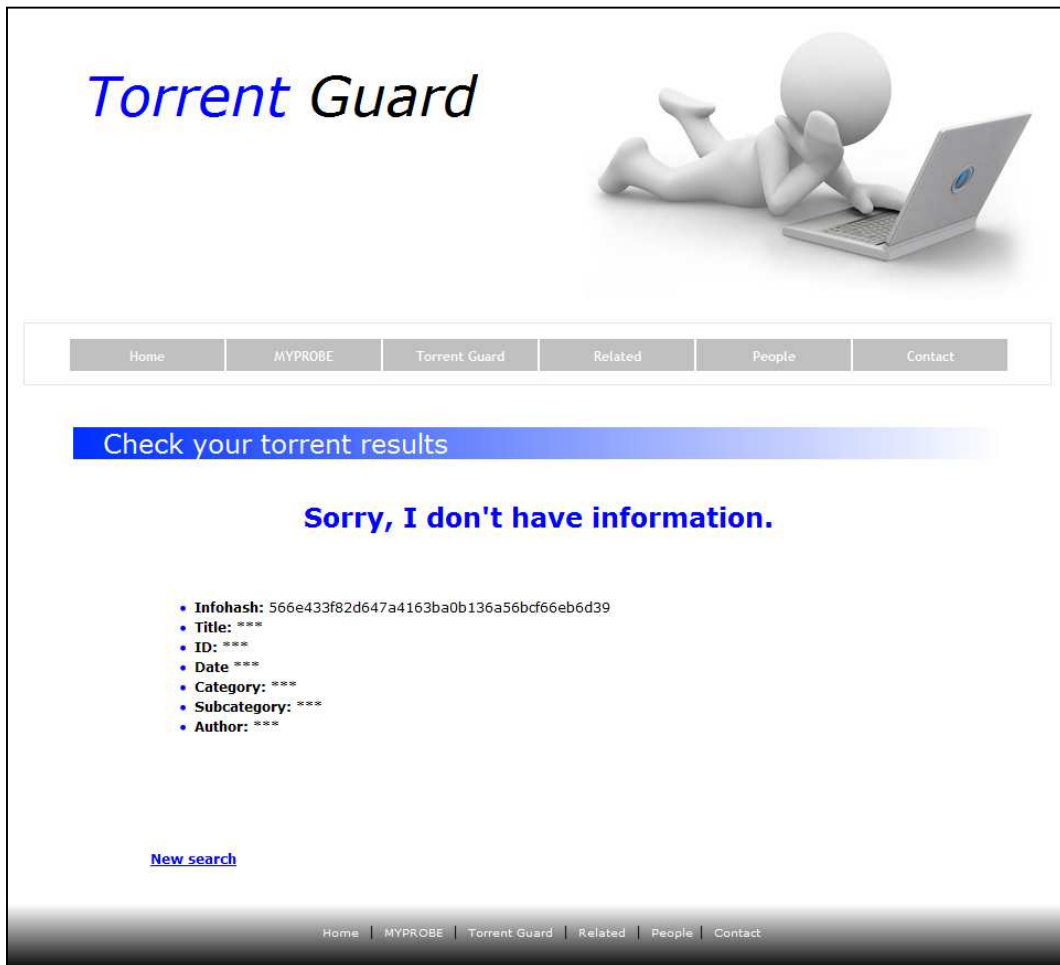 Torrent Guard
Home MYPROBE Torrent Guard Related People Contact
Check your torrent results
Sorry, I don't have information.
• Infohash: 566e433f82d647a4163ba0b136a56bcf66eb6d39
• Title: ***
• ID: ***
• Date ***
• Category: ***
• Subcategory: ***
• Author: ***
New search
Home | MYPROBE | Torrent Guard | Related | People | Contact